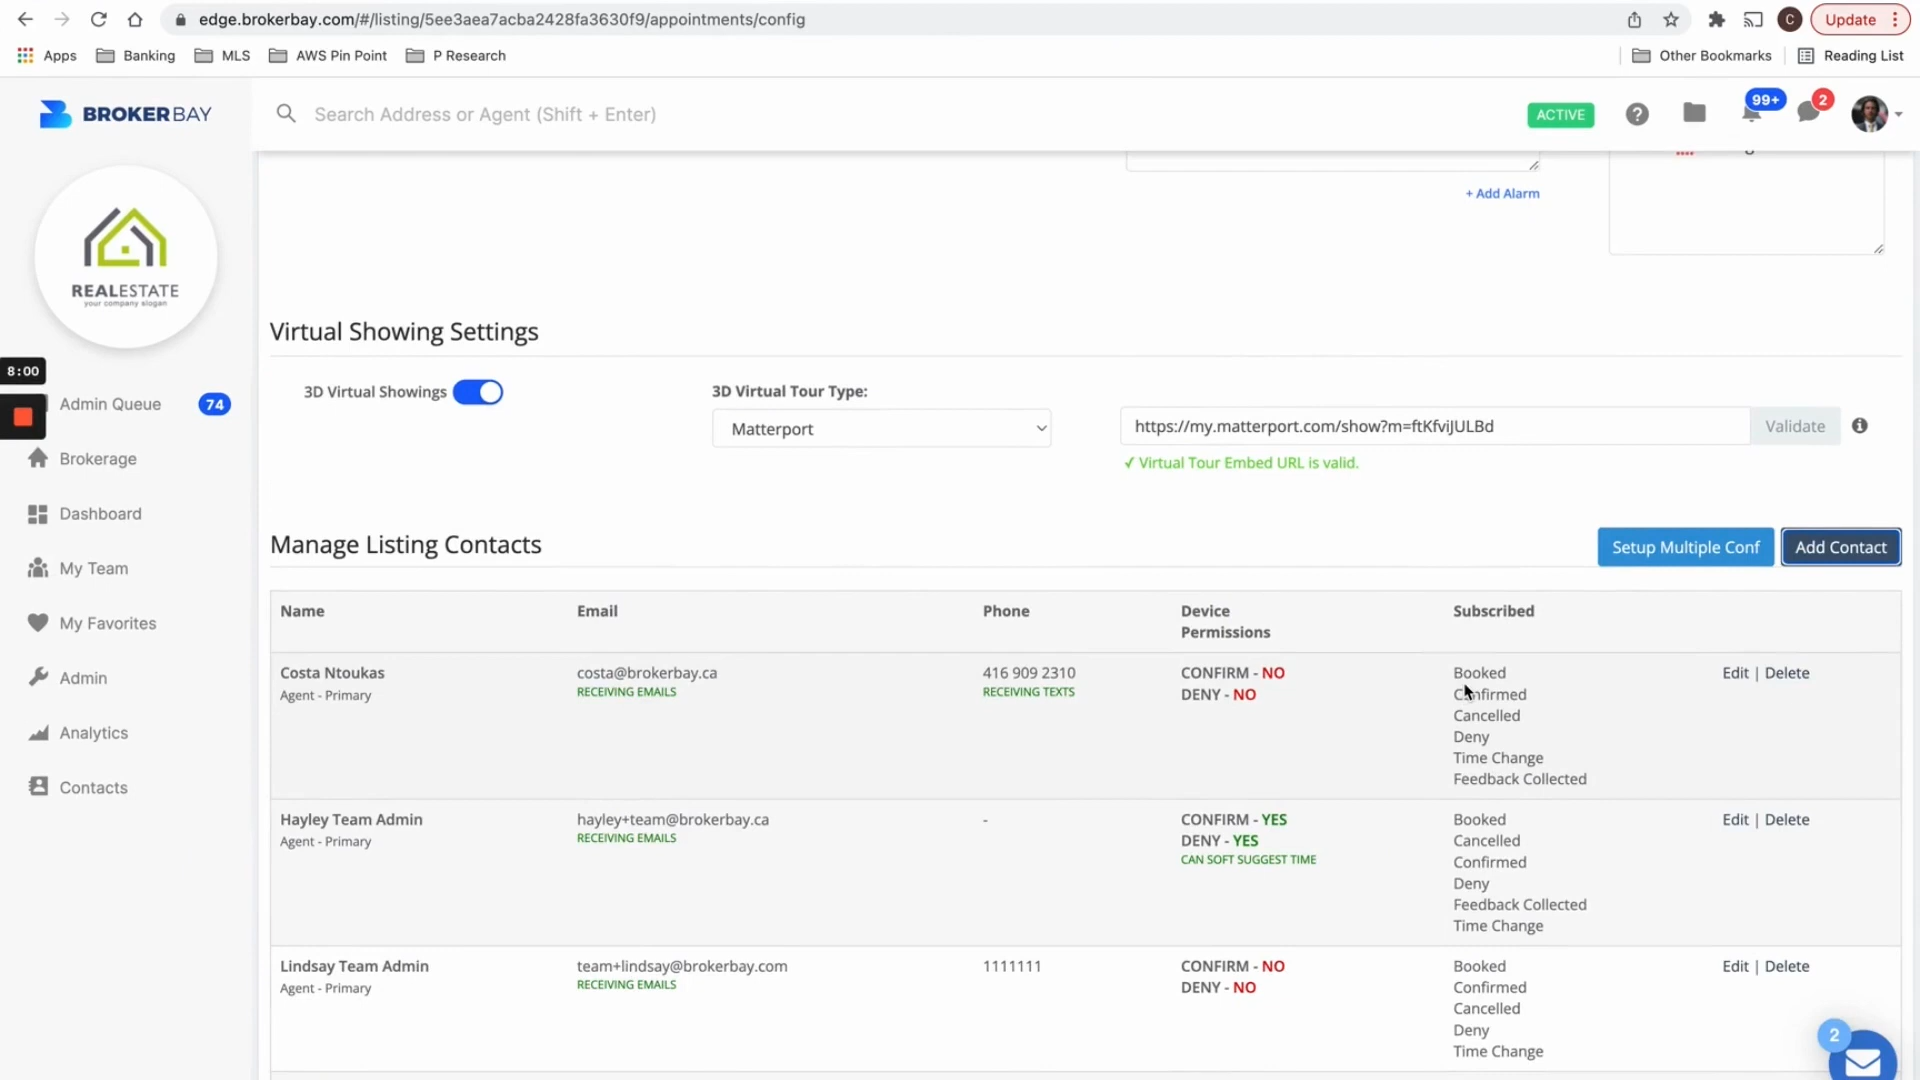 edge.brokerbay.com/#/listing/5ee3aea7acba2428fa3630f9/appointments/config
C
Update
Apps
Banking
MLS
AWS Pin Point
P Research
Other Bookmarks
Reading List
BROKERBAY
Search Address or Agent (Shift + Enter)
ACTIVE
?
99+
2
+ Add Alarm
REALESTATE
your company slogan
Virtual Showing Settings
8:00
3D Virtual Showings
3D Virtual Tour Type:
Admin Queue
74
Matterport
https://my.matterport.com/show?m=ftKfviJULBd
Validate
✓ Virtual Tour Embed URL is valid.
Brokerage
Dashboard
My Team
My Favorites
Admin
Analytics
Contacts
Manage Listing Contacts
Setup Multiple Conf
Add Contact
Name
Email
Phone
Device
Permissions
Subscribed
Costa Ntoukas
Agent - Primary
costa@brokerbay.ca
RECEIVING EMAILS
416 909 2310
RECEIVING TEXTS
CONFIRM - NO
DENY - NO
Booked
Confirmed
Cancelled
Deny
Time Change
Feedback Collected
Edit | Delete
Hayley Team Admin
Agent - Primary
hayley+team@brokerbay.ca
RECEIVING EMAILS
-
CONFIRM - YES
DENY - YES
CAN SOFT SUGGEST TIME
Booked
Cancelled
Confirmed
Deny
Feedback Collected
Time Change
Edit | Delete
Lindsay Team Admin
Agent - Primary
team+lindsay@brokerbay.com
RECEIVING EMAILS
1111111
CONFIRM - NO
DENY - NO
Booked
Confirmed
Cancelled
Deny
Time Change
Edit | Delete
2